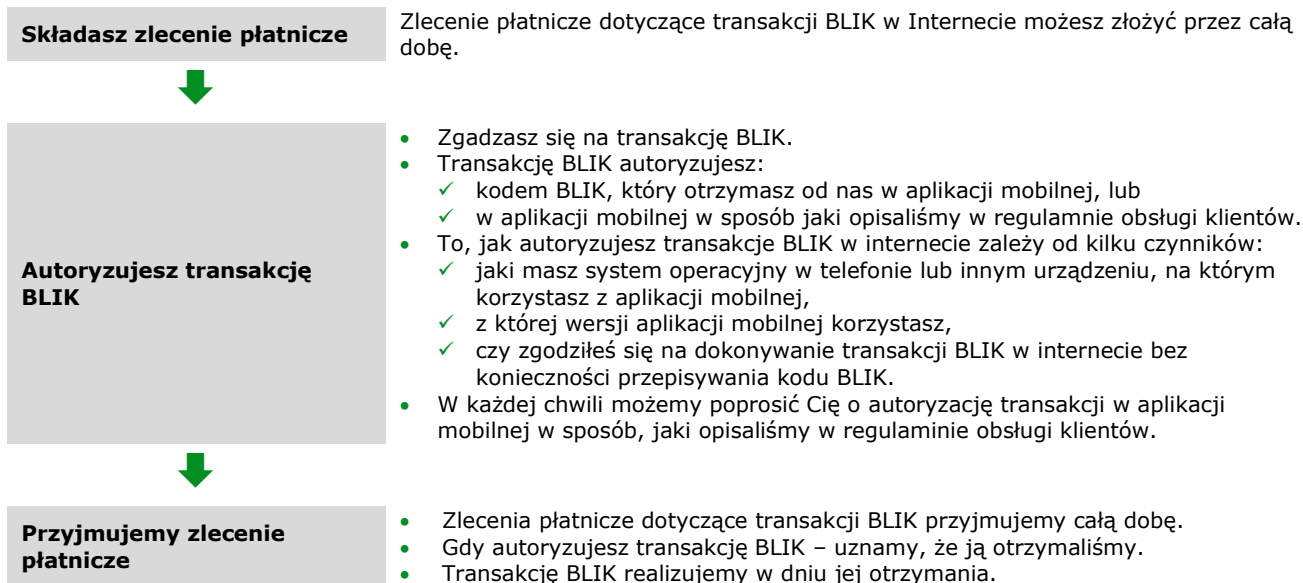 Składasz zlecenie płatnicze
Zlecenie płatnicze dotyczące transakcji BLIK w Internecie możesz złożyć przez całą
dobę.
Autoryzujesz transakcję
BLIK
• Zgadzasz się na transakcję BLIK.
• Transakcję BLIK autoryzujesz:
✓ kodem BLIK, który otrzymasz od nas w aplikacji mobilnej, lub
✓ w aplikacji mobilnej w sposób jaki opisaliśmy w regulamnie obsługi klientów.
• To, jak autoryzujesz transakcje BLIK w internecie zależy od kilku czynników:
✓ jaki masz system operacyjny w telefonie lub innym urządzeniu, na którym
korzystasz z aplikacji mobilnej,
✓ z której wersji aplikacji mobilnej korzystasz,
✓ czy zgodziłeś się na dokonywanie transakcji BLIK w internecie bez
konieczności przepisywania kodu BLIK.
• W każdej chwili możemy poprosić Cię o autoryzację transakcji w aplikacji
mobilnej w sposób, jaki opisaliśmy w regulaminie obsługi klientów.
Przyjmujemy zlecenie
płatnicze
• Zlecenia płatnicze dotyczące transakcji BLIK przyjmujemy całą dobę.
• Gdy autoryzujesz transakcję BLIK – uznamy, że ją otrzymaliśmy.
• Transakcję BLIK realizujemy w dniu jej otrzymania.